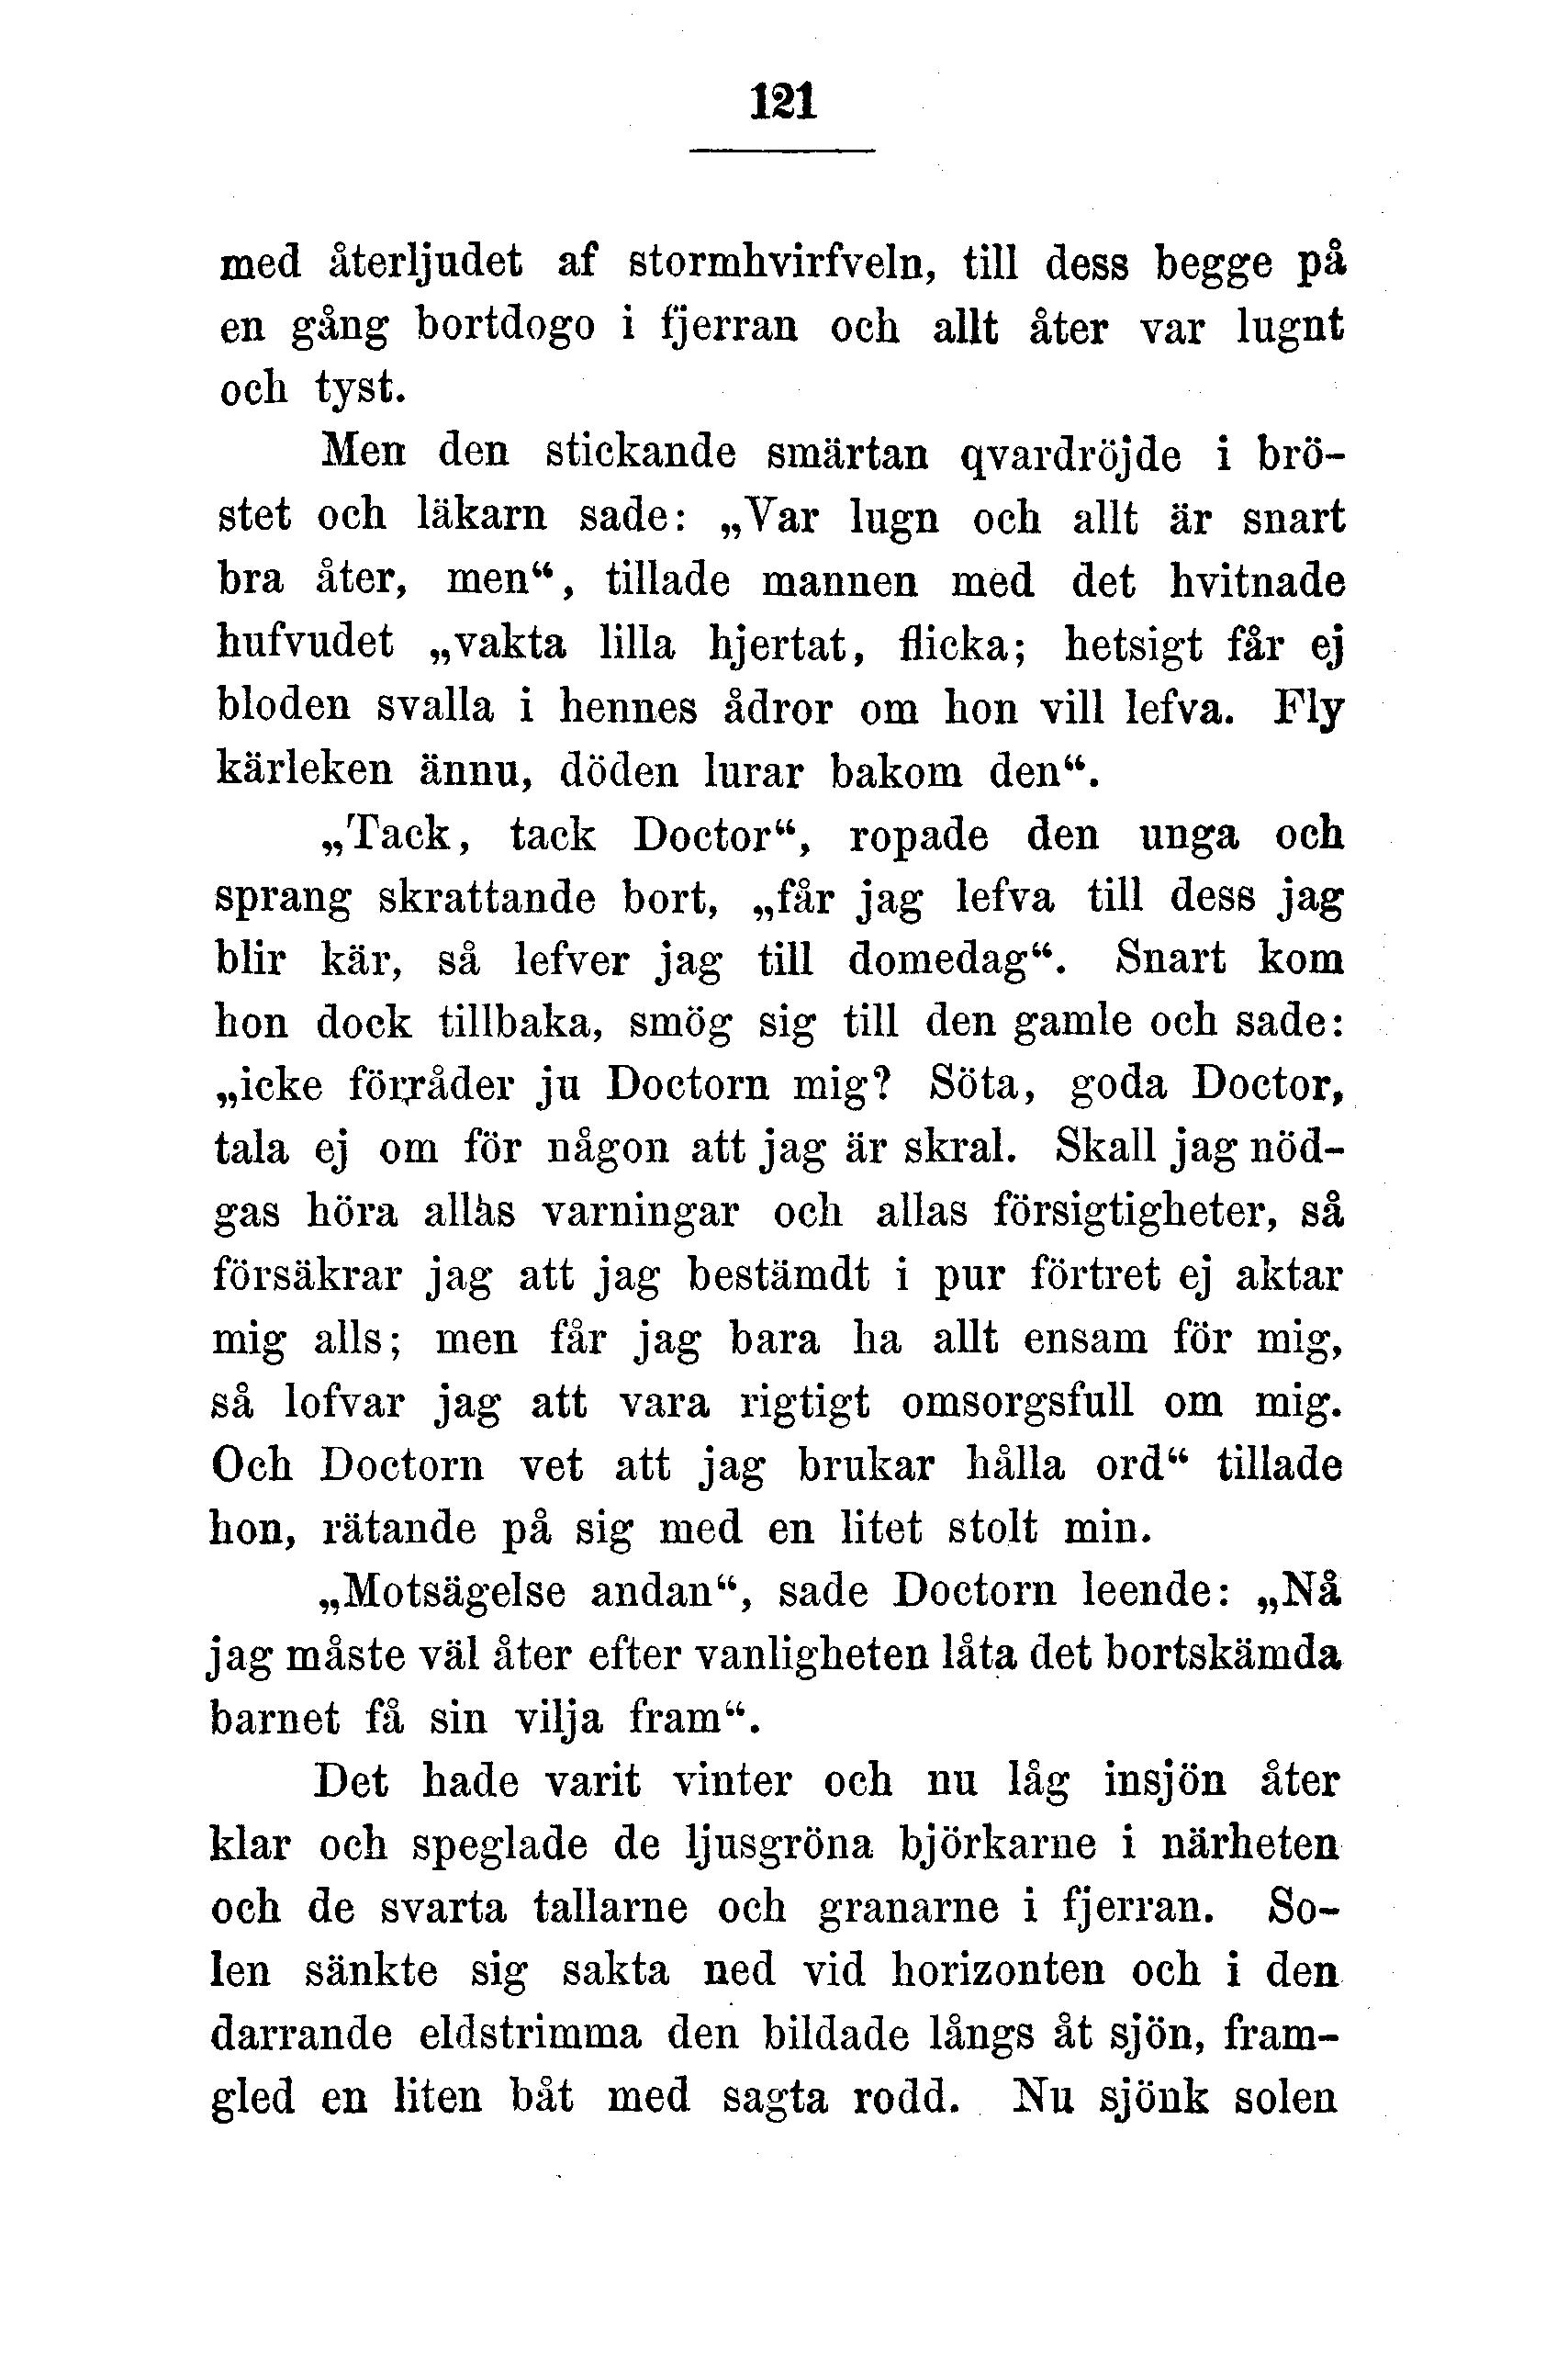 121
med återljudet af stormhvirfveln, till dess begge på
en gång bortdogo i fjerran och allt åter var lugnt
och tyst.
Men den stickande smärtan qvardröjde i brö-
stet och läkarn sade: „Var lugn och allt är snart
bra åter, men“, tillade mannen med det hvitnade
hufvudet „vakta lilla hjertat, flicka; hetsigt får ej
bloden svalla i hennes ådror om hon vill lefva. Fly
kärleken ännu, döden lurar bakom den“.
„Tack, tack Doctor“, ropade den unga och
sprang skrattande bort, „får jag lefva till dess jag
blir kär, så lefver jag till domedag“. Snart kom
hon dock tillbaka, smög sig till den gamle och sade:
„icke förråder ju Doctorn mig? Söta, goda Doctor,
tala ej om för någon att jag är skral. Skall jag nöd-
gas höra allas varningar och allas försigtigheter, så
försäkrar jag att jag bestämdt i pur förtret ej aktar
mig alls; men får jag bara ha allt ensam för mig,
så lofvar jag att vara rigtigt omsorgsfull om mig.
Och Doctorn vet att jag brukar hålla ord“ tillade
hon, rätande på sig med en litet stolt min.
„Motsägelse andan“, sade Doctorn leende: „Nå
jag måste väl åter efter vanligheten låta det bortskämda
barnet få sin vilja fram“.
Det hade varit vinter och nu låg insjön åter
klar och speglade de ljusgröna björkarne i närheten
och de svarta tallarne och granarne i fjerran. So-
len sänkte sig sakta ned vid horizonten och i den
darrande eldstrimma den bildade långs åt sjön, fram-
gled en liten båt med sagta rodd. Nu sjönk solen